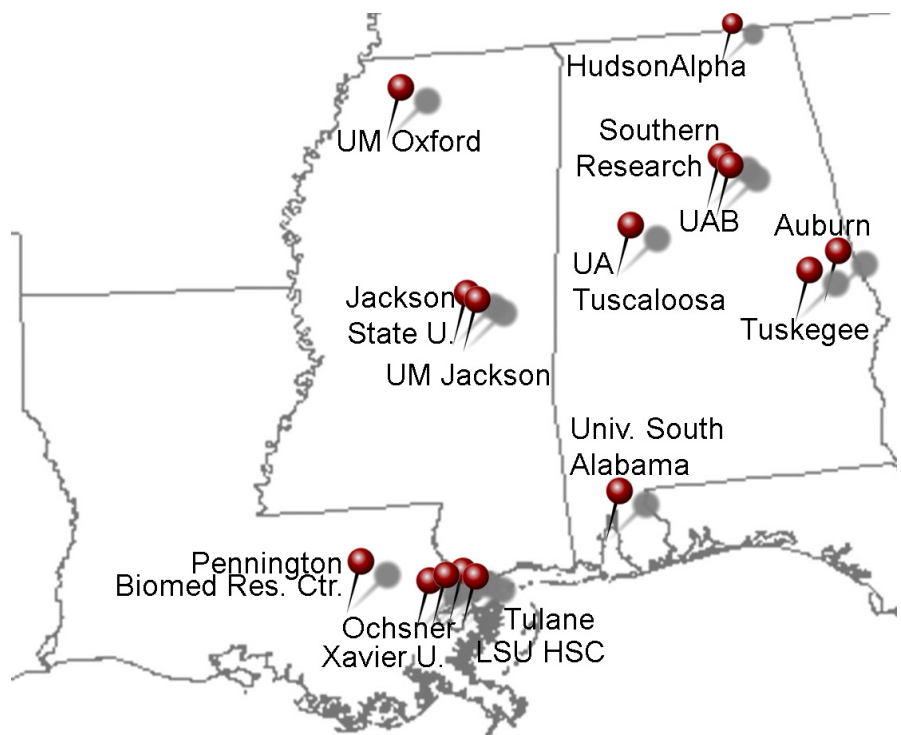 HudsonAlpha
UM Oxford
Southern
Research
UAB
Auburn
UA
Tuscaloosa
Tuskegee
Jackson
State U.
UM Jackson
Univ. South
Alabama
Pennington
Biomed Res. Ctr.
Ochsner
Xavier U.
Tulane
LSU HSC